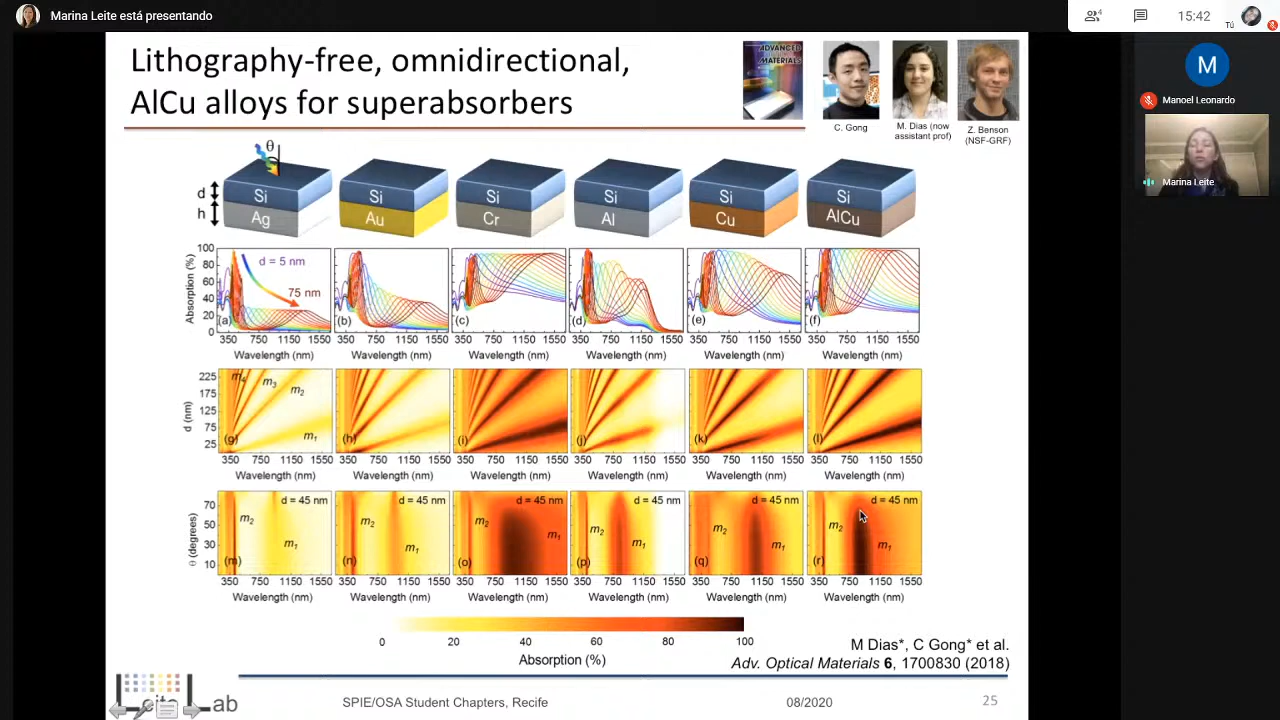 Marina Leite está presentando
4
15:42
Tú
Lithography-free, omnidirectional,
AlCu alloys for superabsorbers
ADVANCED
MATERIALS
C. Gong
M. Dias (now
assistant prof)
Z. Benson
(NSF-GRF)
M
Manoel Leonardo
Marina Leite
θ
d
h
Si Si Si Si Si Si
Ag Au Cr Al Cu AlCu
Absorption (%)
100
80
60
40
20
0
d = 5 nm
75 nm
(a) (b) (c) (d) (e) (f)
350 750 1150 1550 350 750 1150 1550 350 750 1150 1550 350 750 1150 1550 350 750 1150 1550 350 750 1150 1550
Wavelength (nm) Wavelength (nm) Wavelength (nm) Wavelength (nm) Wavelength (nm) Wavelength (nm)
d (nm)
225
175
125
75
25
m4 m3 m2
m1
(g) (h) (i) (j) (k) (l)
350 750 1150 1550 350 750 1150 1550 350 750 1150 1550 350 750 1150 1550 350 750 1150 1550 350 750 1150 1550
Wavelength (nm) Wavelength (nm) Wavelength (nm) Wavelength (nm) Wavelength (nm) Wavelength (nm)
θ (degrees)
70
50
30
10
d = 45 nm d = 45 nm d = 45 nm d = 45 nm d = 45 nm d = 45 nm
m2 m2 m2 m2 m2 m2
m1 m1 m1 m1 m1 m1
(m) (n) (o) (p) (q) (r)
350 750 1150 1550 350 750 1150 1550 350 750 1150 1550 350 750 1150 1550 350 750 1150 1550 350 750 1150 1550
Wavelength (nm) Wavelength (nm) Wavelength (nm) Wavelength (nm) Wavelength (nm) Wavelength (nm)
0 20 40 60 80 100
Absorption (%)
M Dias*, C Gong* et al.
Adv. Optical Materials 6, 1700830 (2018)
SPIE/OSA Student Chapters, Recife
08/2020
25